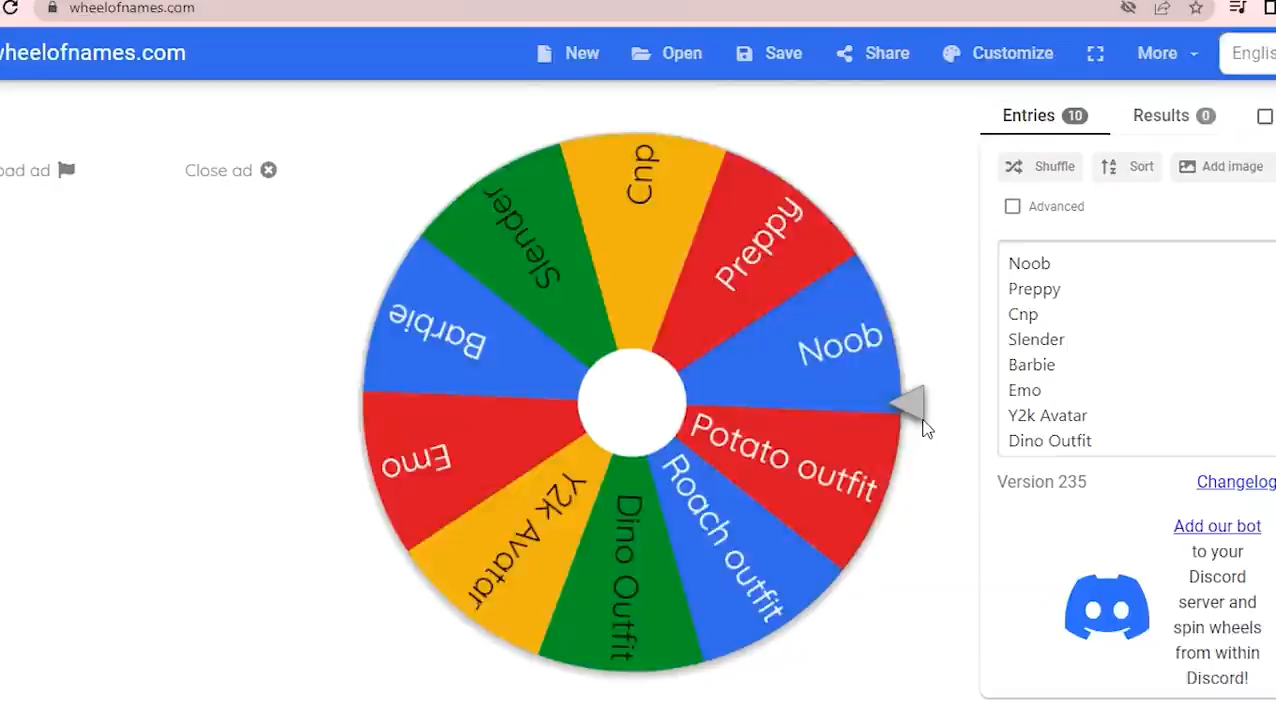 wheelofnames.com
wheelofnames.com
New
Open
Save
Share
Customize
More
Englis
Entries 10
Results 0
oad ad
Close ad
Shuffle
Sort
Add image
Advanced
Cnp
Preppy
Noob
Potato outfit
Roach outfit
Dino Outfit
Y2k Avatar
Emo
Barbie
Slender
Noob
Preppy
Cnp
Slender
Barbie
Emo
Y2k Avatar
Dino Outfit
Version 235
Changelog
Add our bot
to your
Discord
server and
spin wheels
from within
Discord!